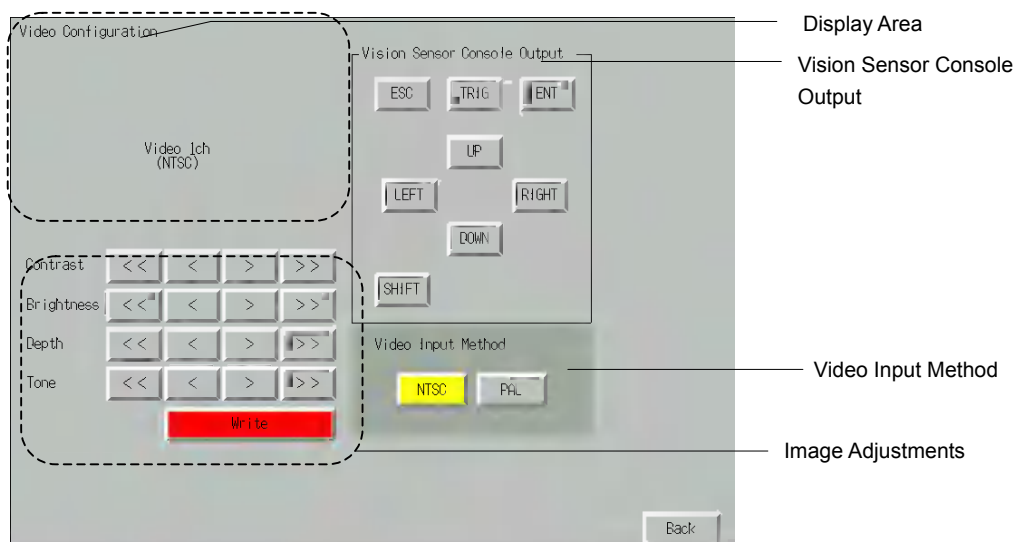 Video Configuration
Video 1ch
(NTSC)
Vision Sensor Console Output
ESC TRIG ENT
UP
LEFT RIGHT
DOWN
SHIFT
Contrast << < > >>
Brightness << < > >>
Depth << < > >>
Tone << < > >>
Write
Video Input Method
NTSC PAL
Back
Display Area
Vision Sensor Console
Output
Video Input Method
Image Adjustments